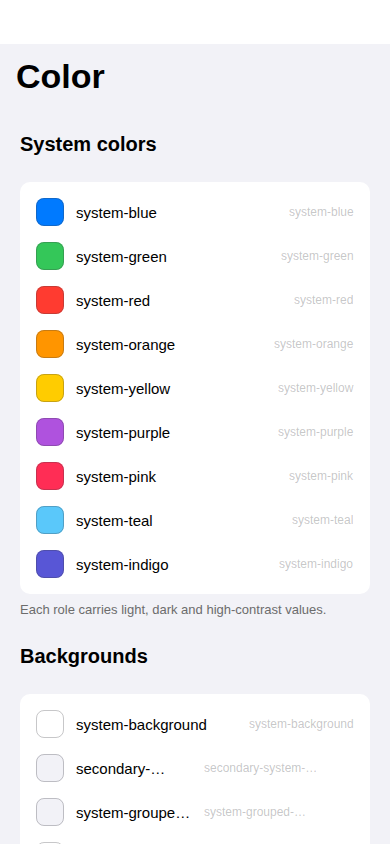 Color
System colors
system-blue system-blue
system-green system-green
system-red system-red
system-orange system-orange
system-yellow system-yellow
system-purple system-purple
system-pink system-pink
system-teal system-teal
system-indigo system-indigo
Each role carries light, dark and high-contrast values.
Backgrounds
system-background system-background
secondary-… secondary-system-…
system-groupe… system-grouped-…